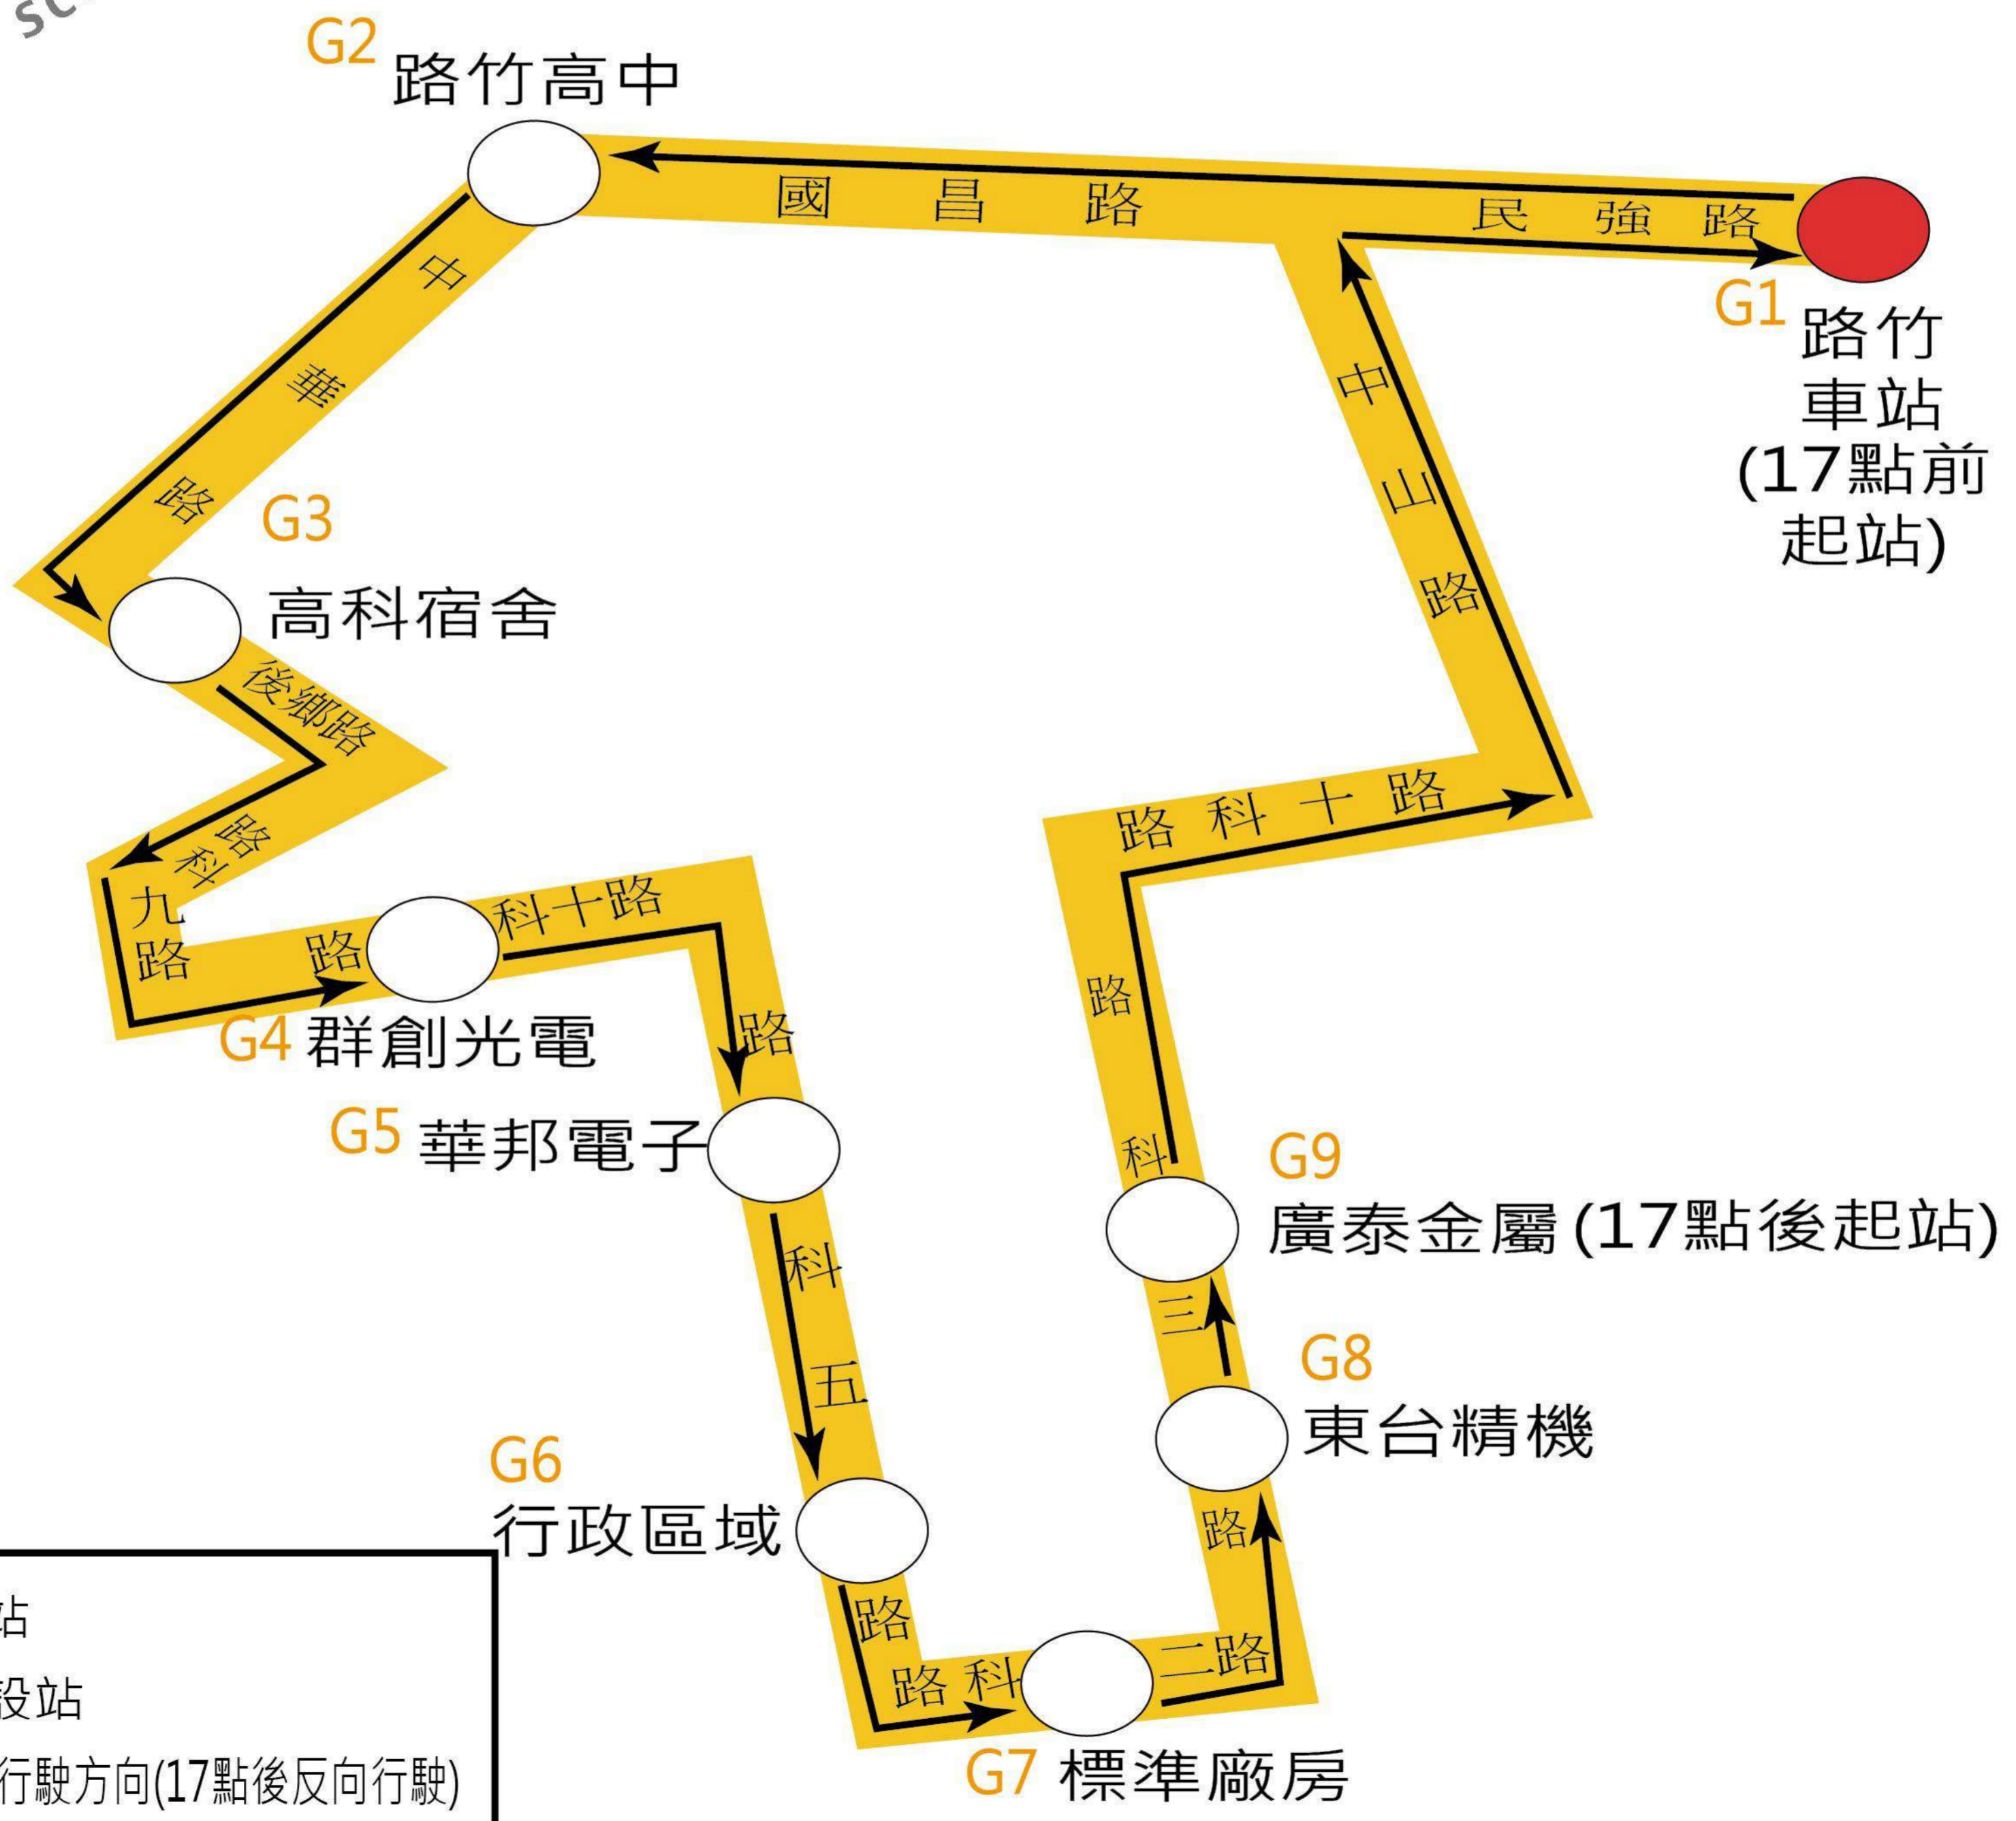 G2
路竹高中
國昌路
民強路
G1
路竹
車站
(17點前
起站)
中華路
中山路
G3
高科宿舍
後鄉路
路科九路
路科十路
路科十路
G4 群創光電
G5 華邦電子
路科五路
路科三路
G9
廣泰金屬(17點後起站)
G8
東台精機
G6
行政區域
路科二路
G7 標準廠房
站
設站
行駛方向(17點後反向行駛)